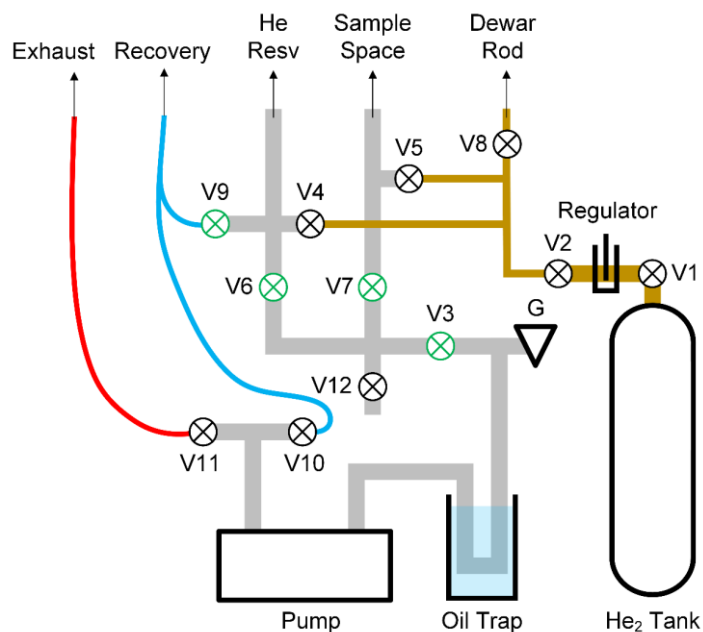 He Sample Dewar
Exhaust Recovery Resv Space Rod
V8
V5
V9 V4 Regulator
V2
V1
V6 V7
V3 G
V12
V11 V10
Pump Oil Trap He₂ Tank